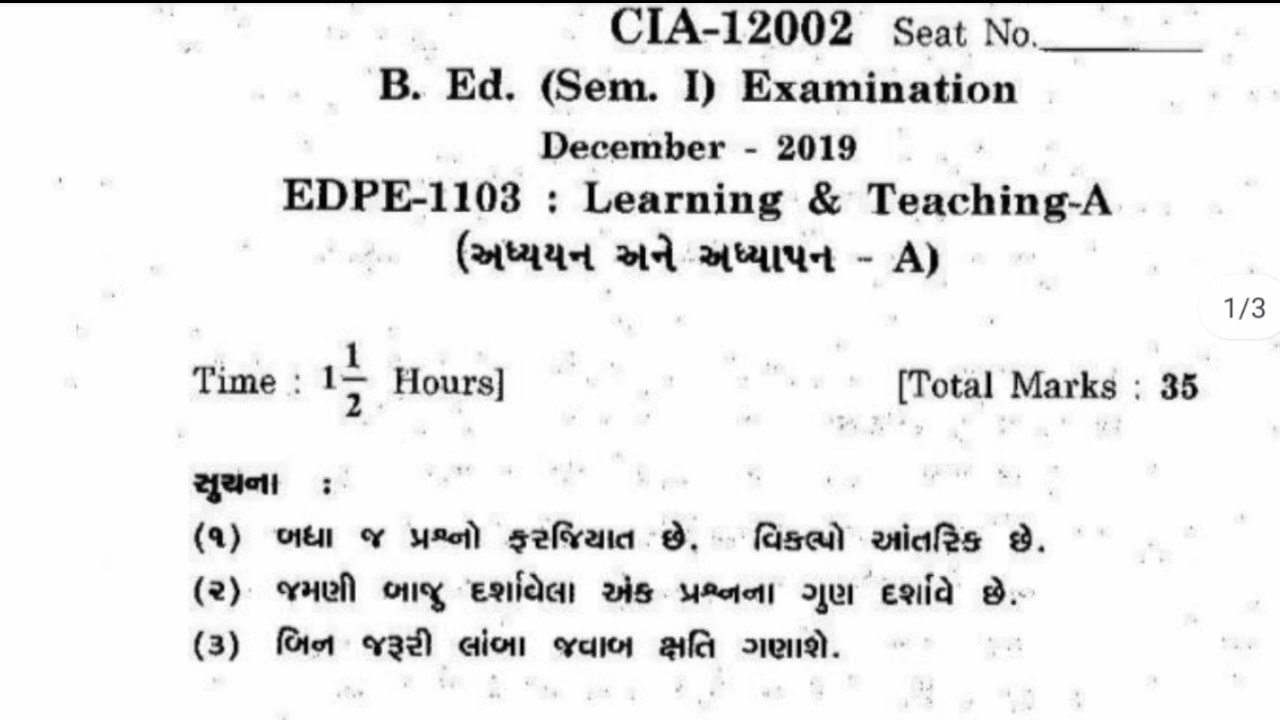 CIA-12002 Seat No.
B. Ed. (Sem. I) Examination
December - 2019
EDPE-1103 : Learning & Teaching-A
(અધ્યયન અને અધ્યાપન - A)
1/3
Time : 1 1/2 Hours] [Total Marks : 35
સુચના :
(૧) બધા જ પ્રશ્નો ફરજિયાત છે. વિકલ્પો આંતરિક છે.
(૨) જમણી બાજુ દર્શાવેલા અંક પ્રશ્નના ગુણ દર્શાવે છે.
(૩) બિન જરૂરી લાંબા જવાબ ક્ષતિ ગણાશે.